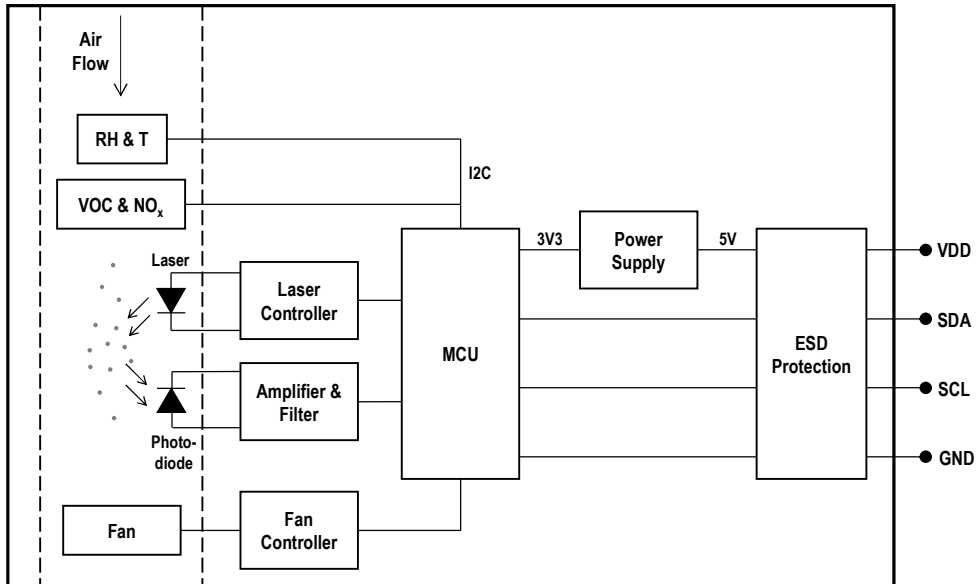 Air
Flow
RH & T
I2C
VOC & NOx
Laser
Laser
Controller
MCU
3V3
Power
Supply
5V
ESD
Protection
VDD
SDA
SCL
GND
Amplifier &
Filter
Photo-
diode
Fan
Fan
Controller